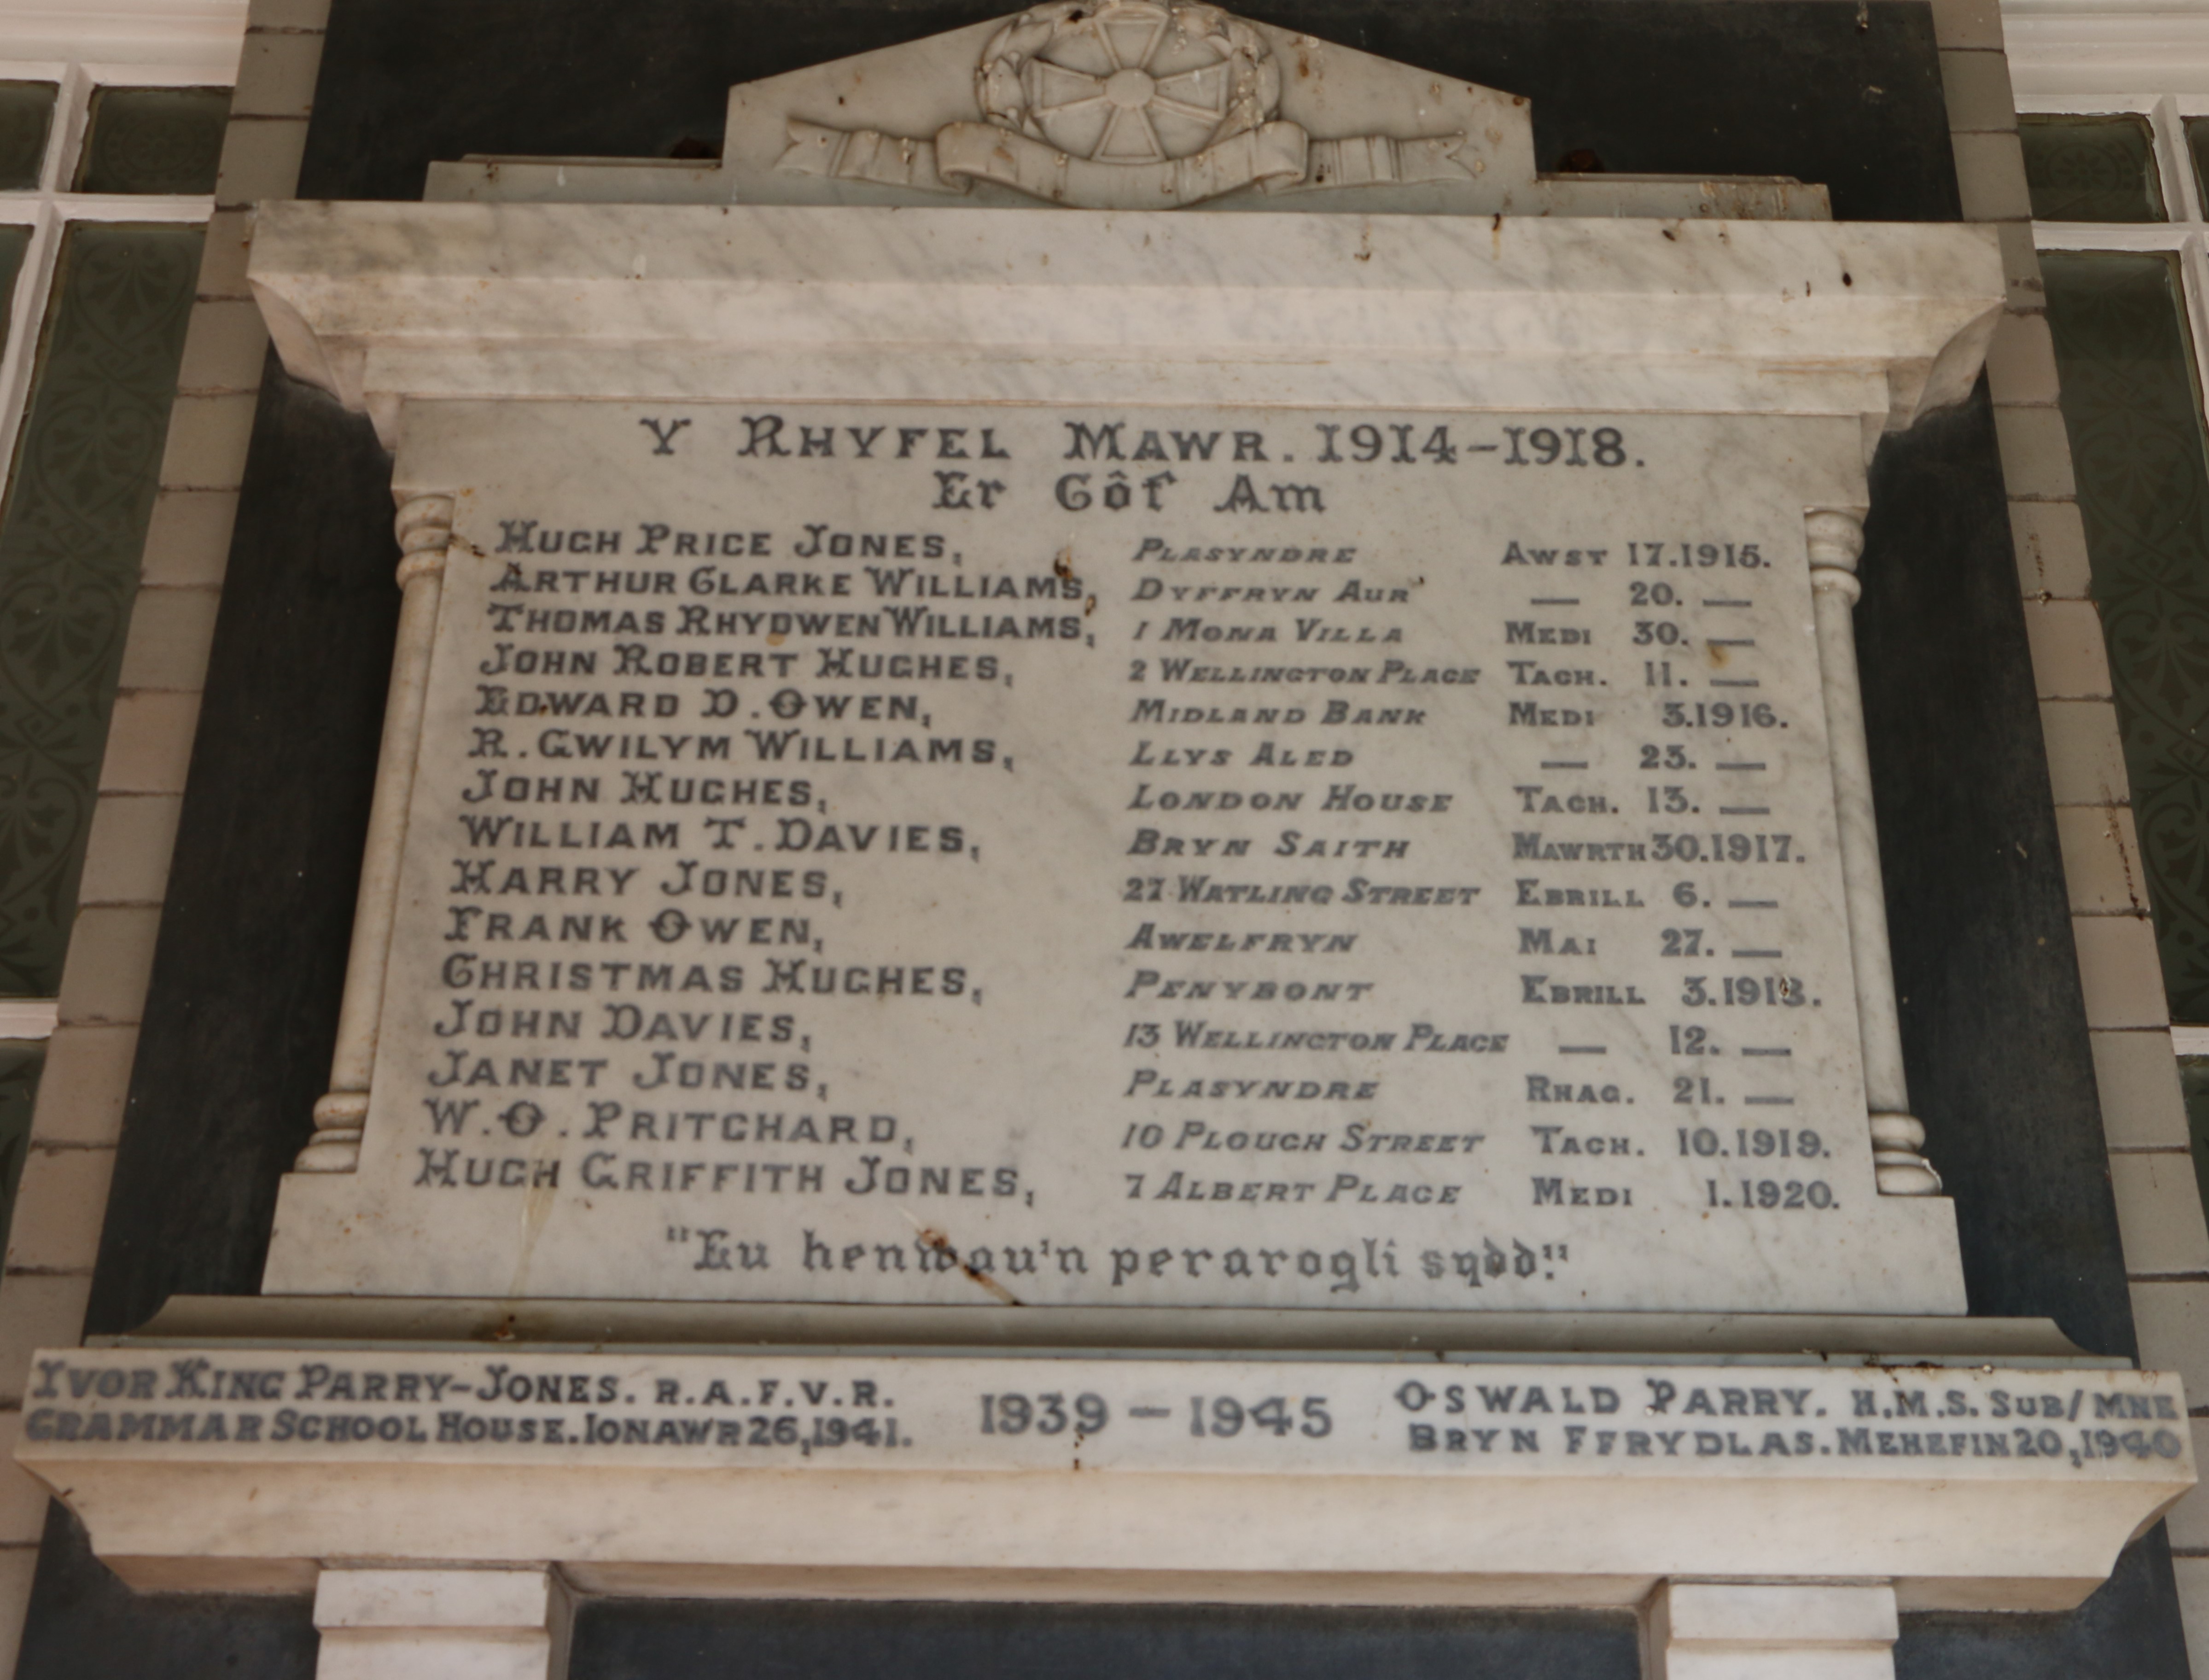 Y RHYFEL MAWR. 1914-1918.
Er Gôf Am
HUGH PRICE JONES, PLASYNDRE AWST 17.1915.
ARTHUR CLARKE WILLIAMS, DYFFRYN AUR — 20. —
THOMAS RHYDWEN WILLIAMS, 1 MONA VILLA MEDI 30. —
JOHN ROBERT HUGHES, 2 WELLINGTON PLACE TACH. 11. —
EDWARD D. OWEN, MIDLAND BANK MEDI 3.1916.
R. GWILYM WILLIAMS, LLYS ALED — 23. —
JOHN HUGHES, LONDON HOUSE TACH. 13. —
WILLIAM T. DAVIES, BRYN SAITH MAWRTH 30.1917.
HARRY JONES, 27 WATLING STREET EBRILL 6. —
FRANK OWEN, AWELFRYN MAI 27. —
CHRISTMAS HUGHES, PENYBONT EBRILL 3.1918.
JOHN DAVIES, 13 WELLINGTON PLACE — 12. —
JANET JONES, PLASYNDRE RHAG. 21. —
W. O. PRITCHARD, 10 PLOUGH STREET TACH. 10.1919.
HUGH GRIFFITH JONES, 7 ALBERT PLACE MEDI 1.1920.
"Eu henwau'n perarogli sydd."
IVOR KING PARRY-JONES. R.A.F.V.R.
GRAMMAR SCHOOL HOUSE. IONAWR 26, 1941.
1939 - 1945
OSWALD PARRY. H.M.S. SUB/MNE
BRYN FFRYDLAS. MEHEFIN 20, 1940